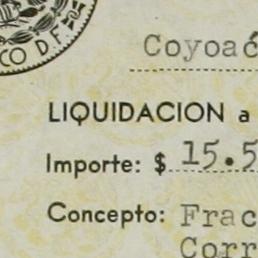 CO D.F.
Coyoac
LIQUIDACION a
Importe: $ 15.5
Concepto: Frac
Corr